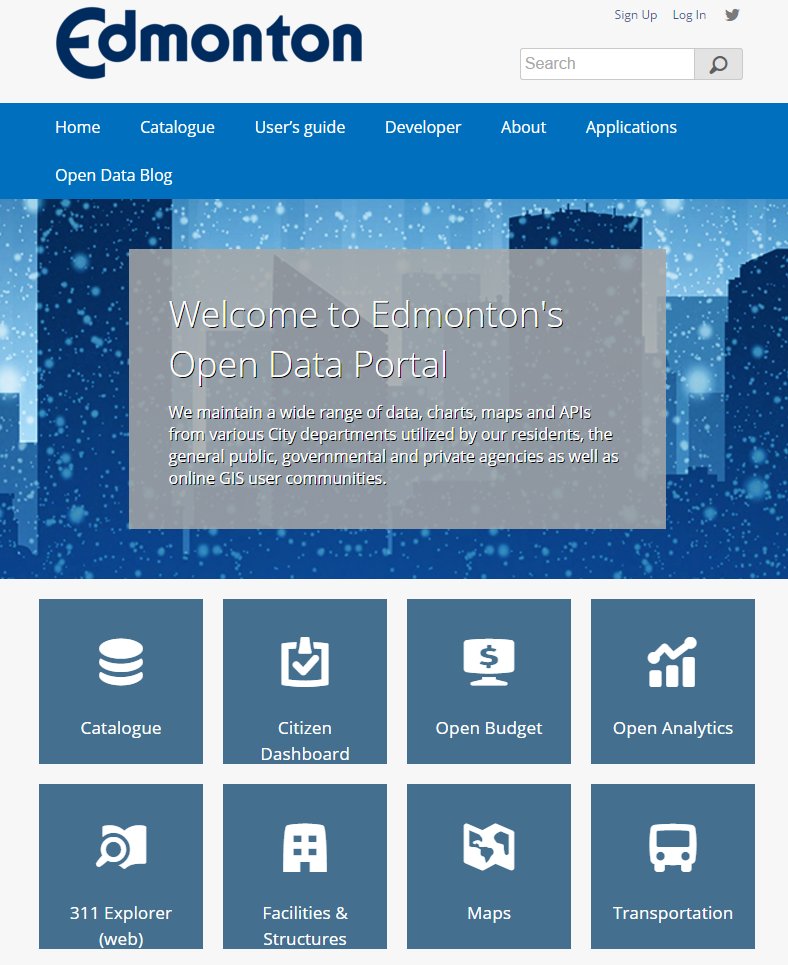 Edmonton
Sign Up Log In
Search
Home Catalogue User’s guide Developer About Applications
Open Data Blog
Welcome to Edmonton's
Open Data Portal
We maintain a wide range of data, charts, maps and APIs
from various City departments utilized by our residents, the
general public, governmental and private agencies as well as
online GIS user communities.
$
Catalogue
Citizen
Dashboard
Open Budget
Open Analytics
311 Explorer
(web)
Facilities &
Structures
Maps
Transportation